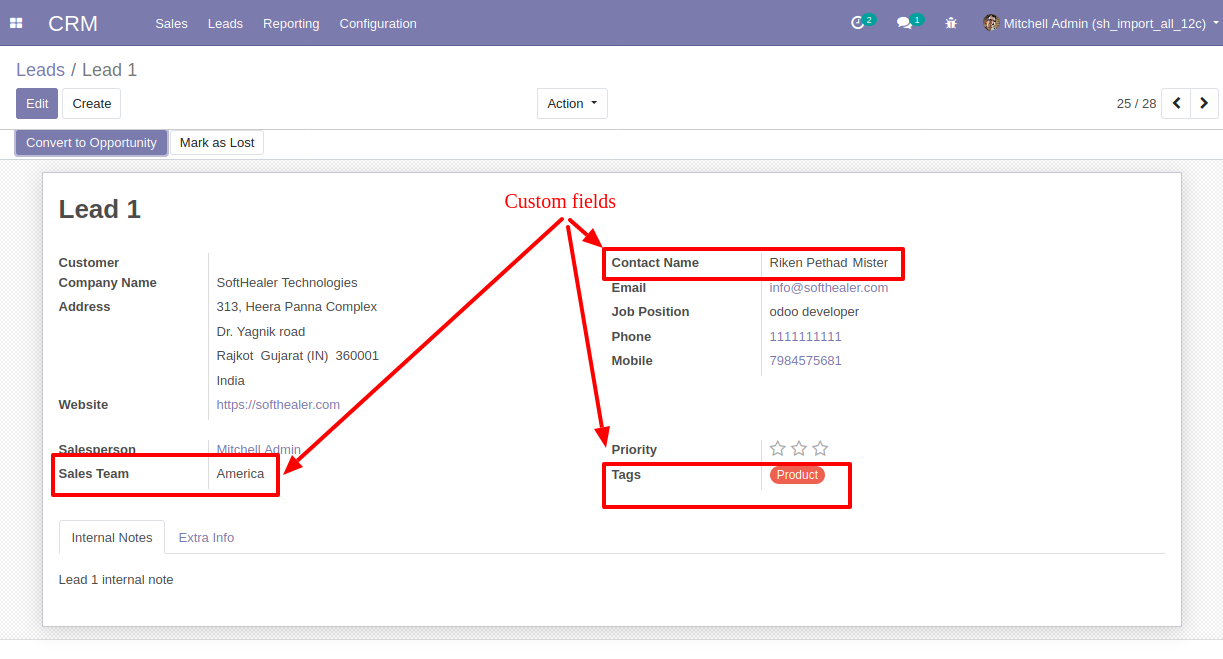 CRM Sales Leads Reporting Configuration 2 1 Mitchell Admin (sh_import_all_12c)
Leads / Lead 1
Edit Create Action 25 / 28
Convert to Opportunity Mark as Lost
Custom fields
Lead 1
Customer
Company Name SoftHealer Technologies
Address 313, Heera Panna Complex
Dr. Yagnik road
Rajkot Gujarat (IN) 360001
India
Website https://softhealer.com
Contact Name Riken Pethad Mister
Email info@softhealer.com
Job Position odoo developer
Phone 1111111111
Mobile 7984575681
Salesperson Mitchell Admin
Sales Team America
Priority
Tags Product
Internal Notes Extra Info
Lead 1 internal note